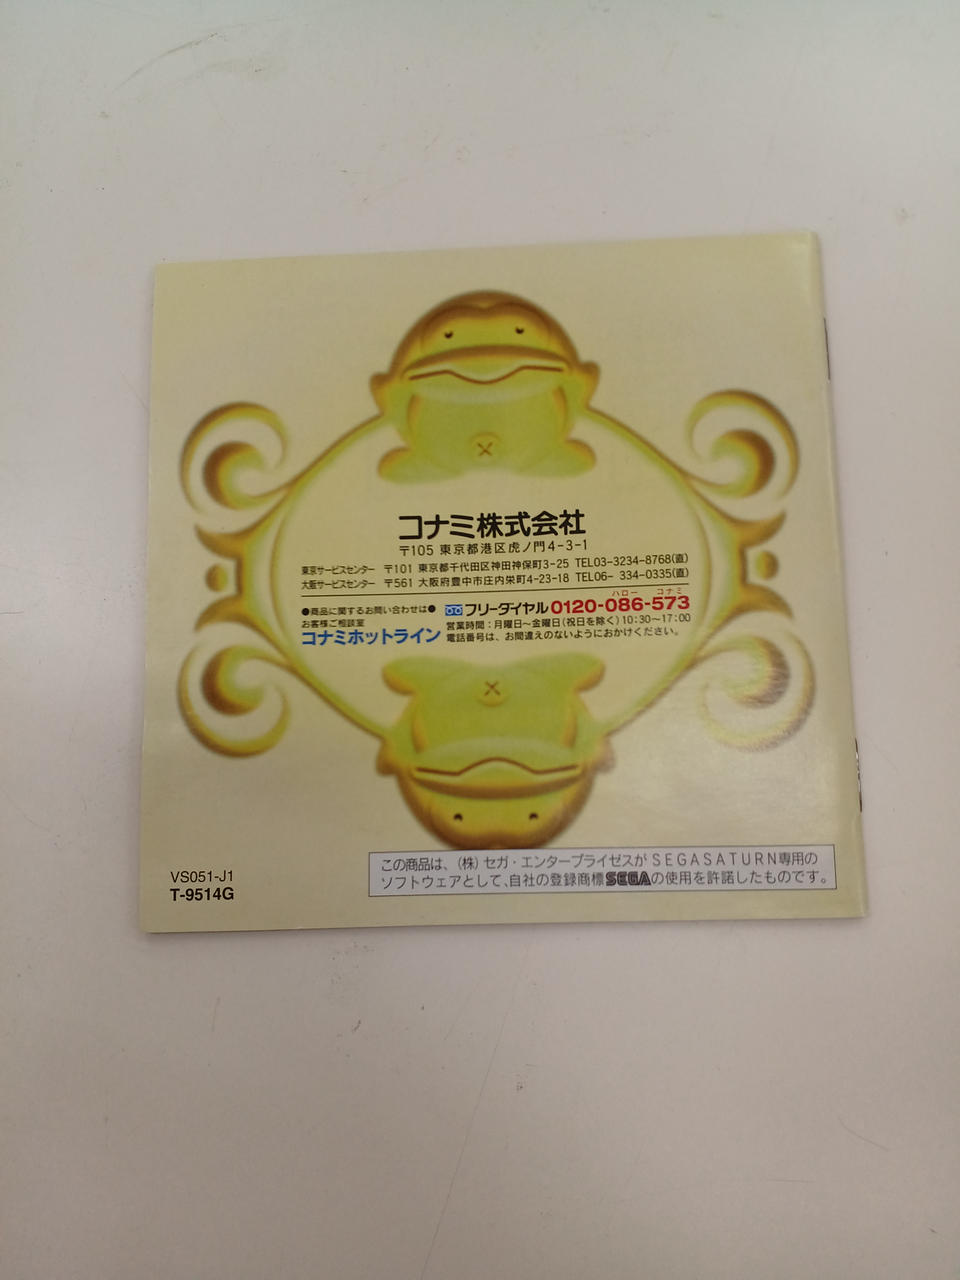 コナミ株式会社
〒105 東京都港区虎ノ門4-3-1
東京サービスセンター 〒101 東京都千代田区神田神保町3-25 TEL03-3234-8768(直)
大阪サービスセンター 〒561 大阪府豊中市庄内栄町4-23-18 TEL06- 334-0335(直)
●商品に関するお問い合わせは●
お客様ご相談室
コナミホットライン
ハロー コナミ
フリーダイヤル 0120-086-573
営業時間：月曜日〜金曜日(祝日を除く)10:30〜17:00
電話番号は、お間違えのないようにおかけください。
この商品は、(株)セガ・エンタープライゼスがSEGASATURN専用の
ソフトウェアとして、自社の登録商標SEGAの使用を許諾したものです。
VS051-J1
T-9514G